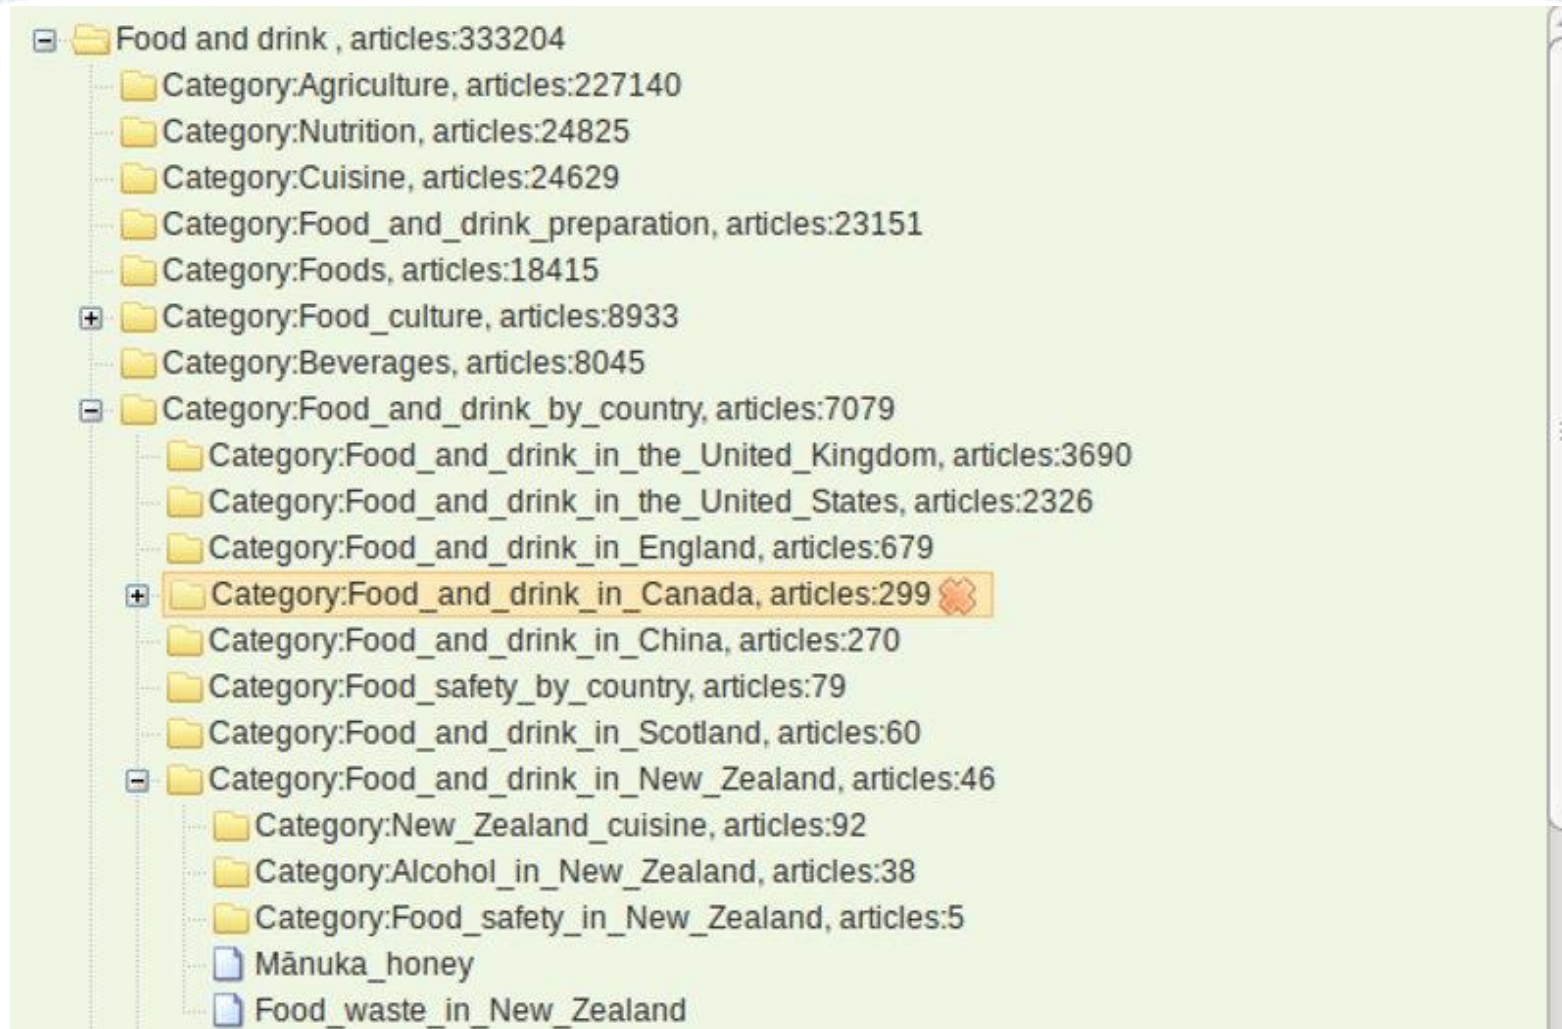 Food and drink , articles:333204
Category:Agriculture, articles:227140
Category:Nutrition, articles:24825
Category:Cuisine, articles:24629
Category:Food_and_drink_preparation, articles:23151
Category:Foods, articles:18415
Category:Food_culture, articles:8933
Category:Beverages, articles:8045
Category:Food_and_drink_by_country, articles:7079
Category:Food_and_drink_in_the_United_Kingdom, articles:3690
Category:Food_and_drink_in_the_United_States, articles:2326
Category:Food_and_drink_in_England, articles:679
Category:Food_and_drink_in_Canada, articles:299
Category:Food_and_drink_in_China, articles:270
Category:Food_safety_by_country, articles:79
Category:Food_and_drink_in_Scotland, articles:60
Category:Food_and_drink_in_New_Zealand, articles:46
Category:New_Zealand_cuisine, articles:92
Category:Alcohol_in_New_Zealand, articles:38
Category:Food_safety_in_New_Zealand, articles:5
Mānuka_honey
Food_waste_in_New_Zealand